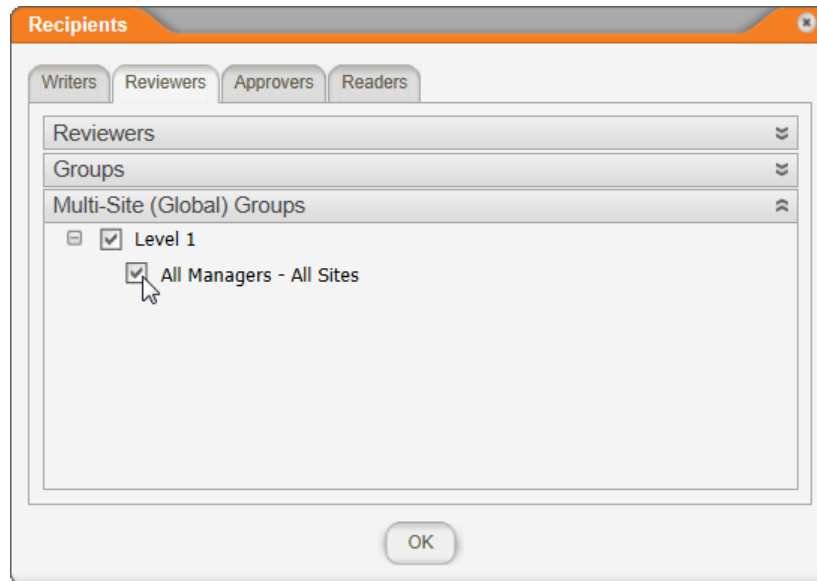 Recipients
Writers Reviewers Approvers Readers
Reviewers
Groups
Multi-Site (Global) Groups
Level 1
All Managers - All Sites
OK